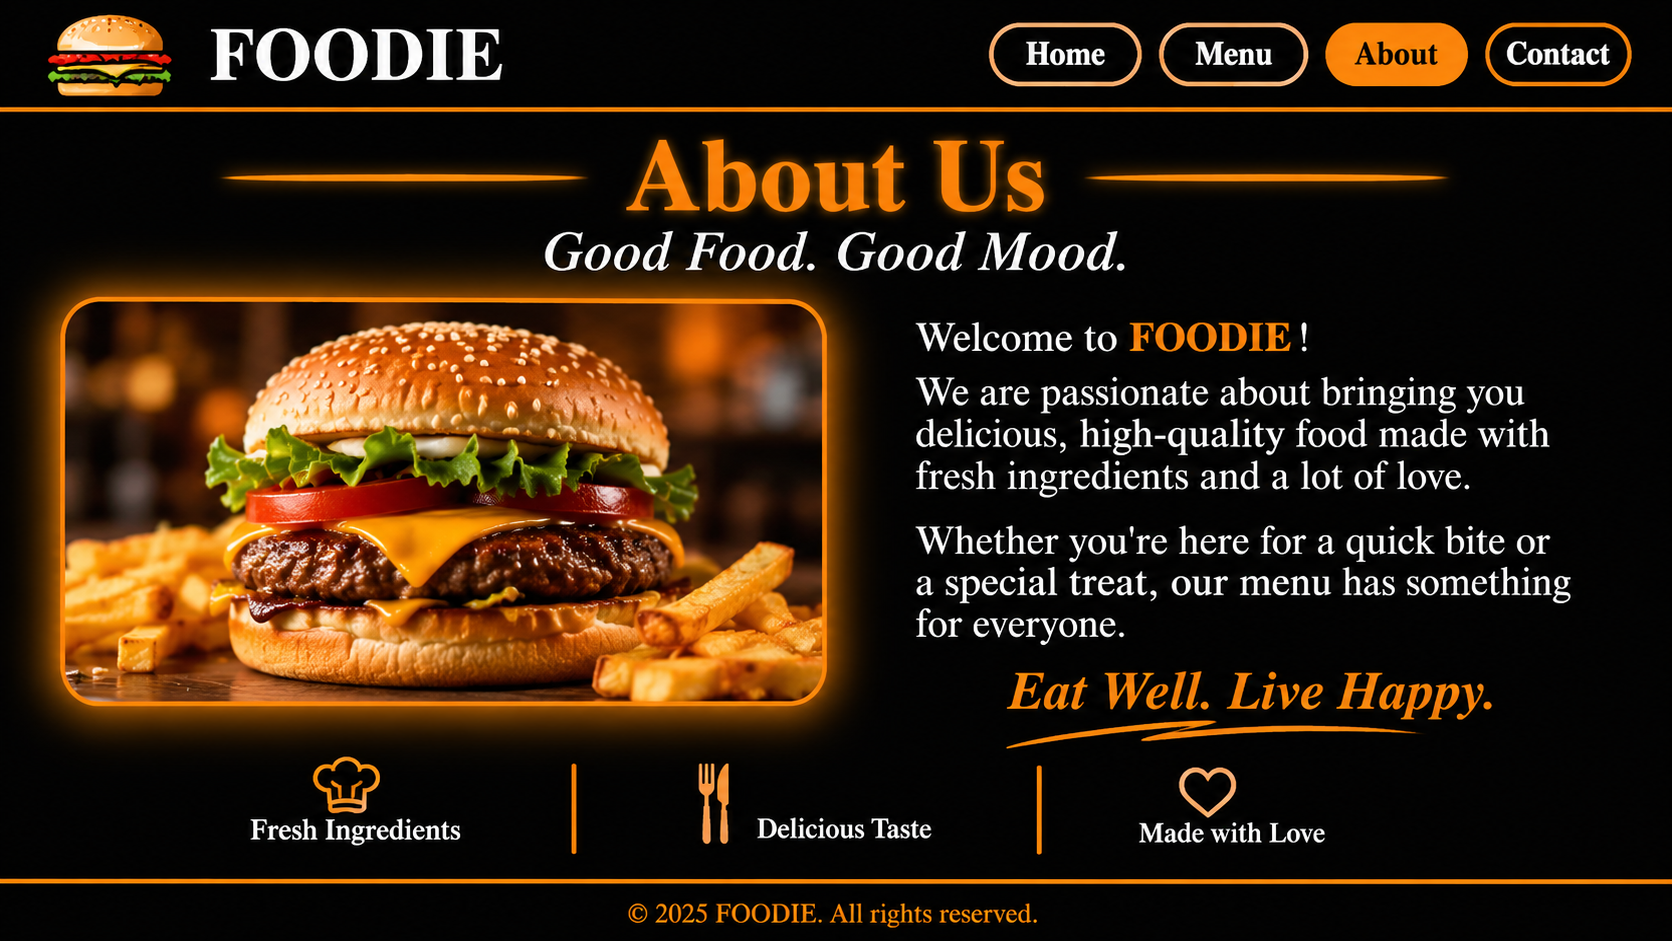 FOODIE
Home
Menu
About
Contact
About Us
Good Food. Good Mood.
Welcome to FOODIE !
We are passionate about bringing you
delicious, high-quality food made with
fresh ingredients and a lot of love.
Whether you're here for a quick bite or
a special treat, our menu has something
for everyone.
Eat Well. Live Happy.
Fresh Ingredients
Delicious Taste
Made with Love
© 2025 FOODIE. All rights reserved.